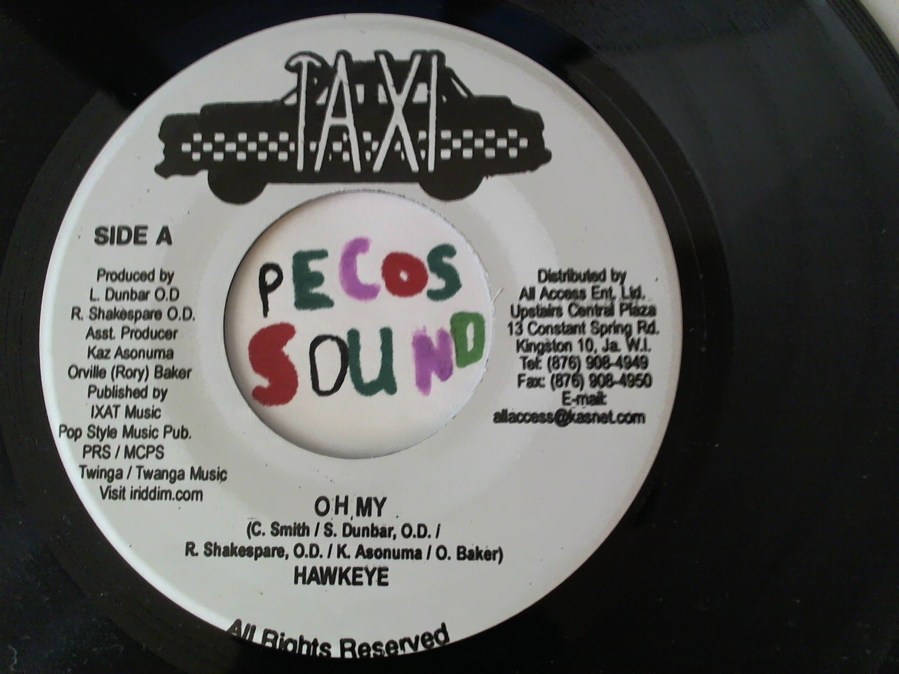 TAXI
SIDE A
Produced by
L. Dunbar O.D
R. Shakespare O.D.
Asst. Producer
Kaz Asonuma
Orville (Rory) Baker
Published by
IXAT Music
Pop Style Music Pub.
PRS / MCPS
Twinga / Twanga Music
Visit iriddim.com
PECOS
SOUND
Distributed by
All Access Ent. Ltd.
Upstairs Central Plaza
13 Constant Spring Rd.
Kingston 10, Ja. W.I.
Tel: (876) 908-4949
Fax: (876) 908-4950
E-mail:
allaccess@kasnet.com
OH MY
(C. Smith / S. Dunbar, O.D. /
R. Shakespare, O.D. / K. Asonuma / O. Baker)
HAWKEYE
All Rights Reserved